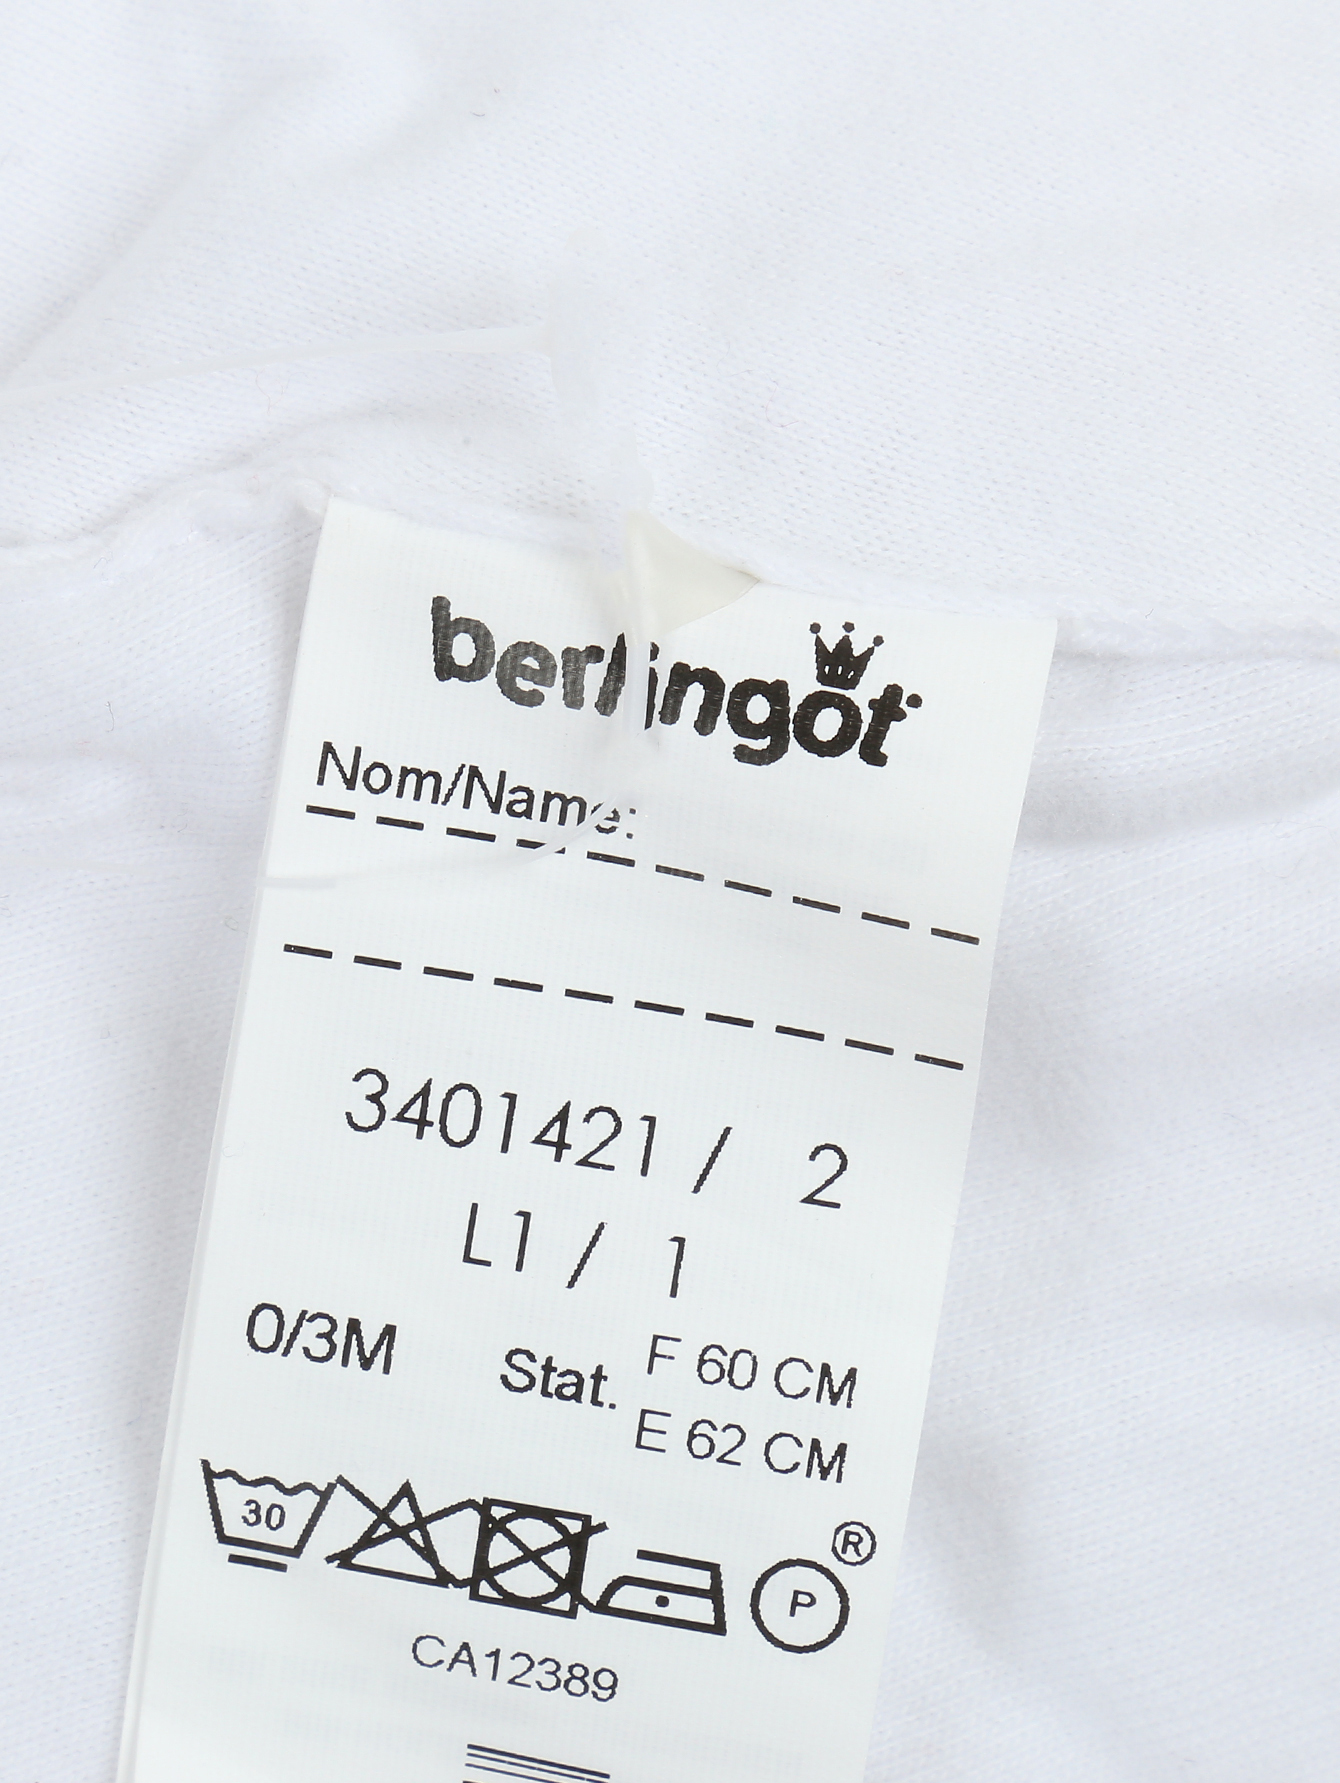 berlingot
Nom/Name:
3401421 / 2
L1 / 1
0/3M Stat. F 60 CM
E 62 CM
30 P ®
CA12389